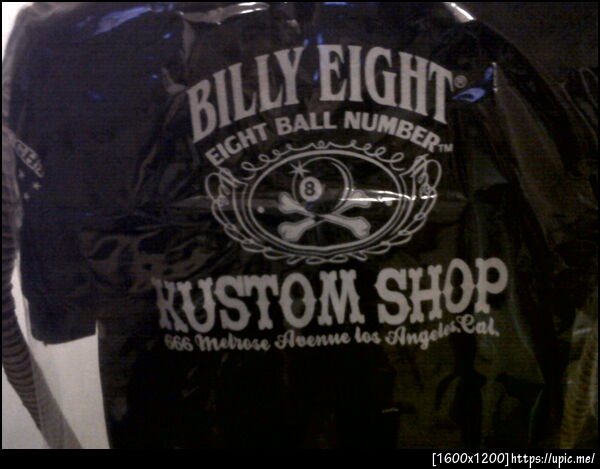 BILLY EIGHT®
EIGHT BALL NUMBER™
8
KUSTOM SHOP
666 Melrose Avenue los Angeles Cal.
[1600x1200]https://upic.me/